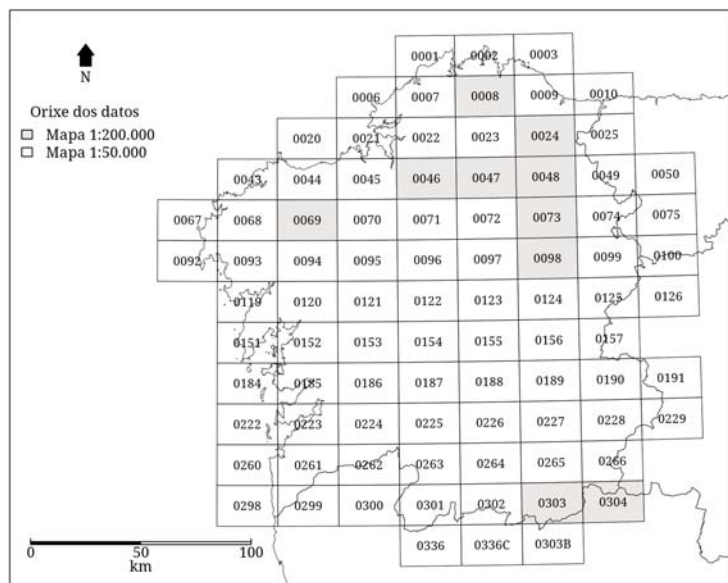 0001 0002 0003
N
0006 0007 0008 0009 0010
Orixe dos datos
Mapa 1:200.000
Mapa 1:50.000
0020 0021 0022 0023 0024 0025
0043 0044 0045 0046 0047 0048 0049 0050
0067 0068 0069 0070 0071 0072 0073 0074 0075
0092 0093 0094 0095 0096 0097 0098 0099 0100
0119 0120 0121 0122 0123 0124 0125 0126
0151 0152 0153 0154 0155 0156 0157
0184 0185 0186 0187 0188 0189 0190 0191
0222 0223 0224 0225 0226 0227 0228 0229
0260 0261 0262 0263 0264 0265 0266
0298 0299 0300 0301 0302 0303 0304
0336 0336C 0303B
0 50 100
km